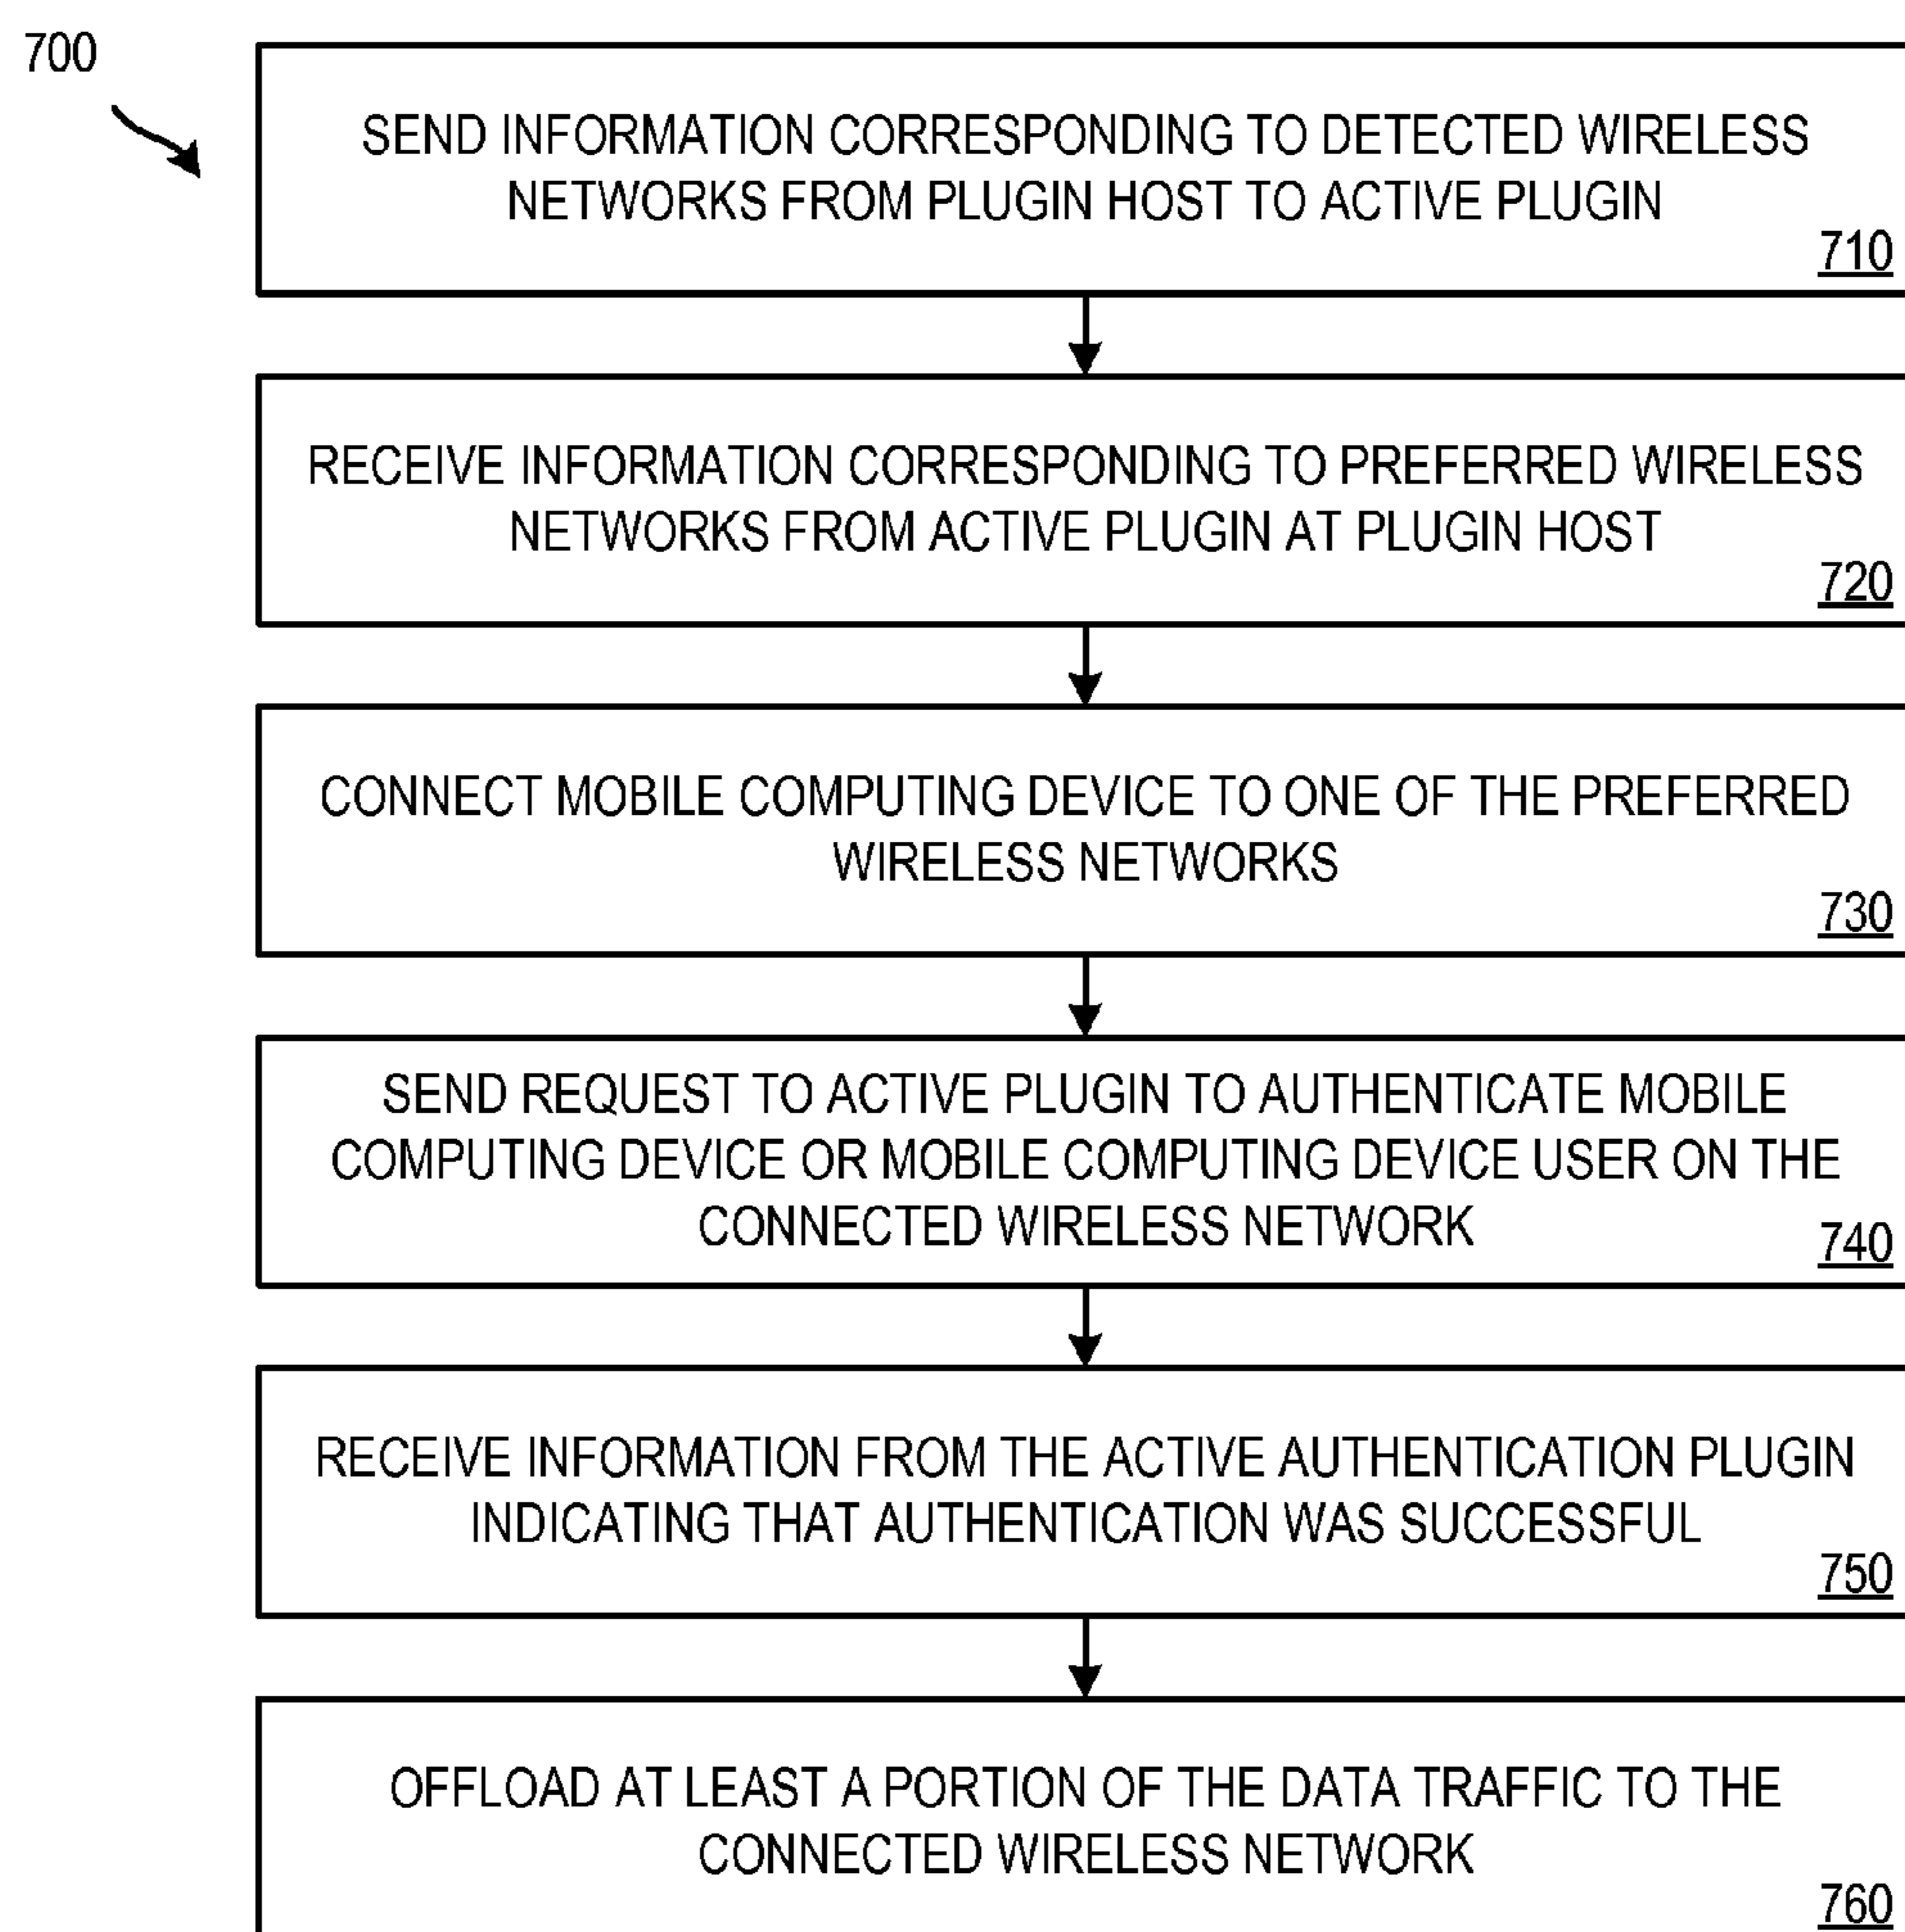 700
SEND INFORMATION CORRESPONDING TO DETECTED WIRELESS
NETWORKS FROM PLUGIN HOST TO ACTIVE PLUGIN
710
RECEIVE INFORMATION CORRESPONDING TO PREFERRED WIRELESS
NETWORKS FROM ACTIVE PLUGIN AT PLUGIN HOST
720
CONNECT MOBILE COMPUTING DEVICE TO ONE OF THE PREFERRED
WIRELESS NETWORKS
730
SEND REQUEST TO ACTIVE PLUGIN TO AUTHENTICATE MOBILE
COMPUTING DEVICE OR MOBILE COMPUTING DEVICE USER ON THE
CONNECTED WIRELESS NETWORK
740
RECEIVE INFORMATION FROM THE ACTIVE AUTHENTICATION PLUGIN
INDICATING THAT AUTHENTICATION WAS SUCCESSFUL
750
OFFLOAD AT LEAST A PORTION OF THE DATA TRAFFIC TO THE
CONNECTED WIRELESS NETWORK
760